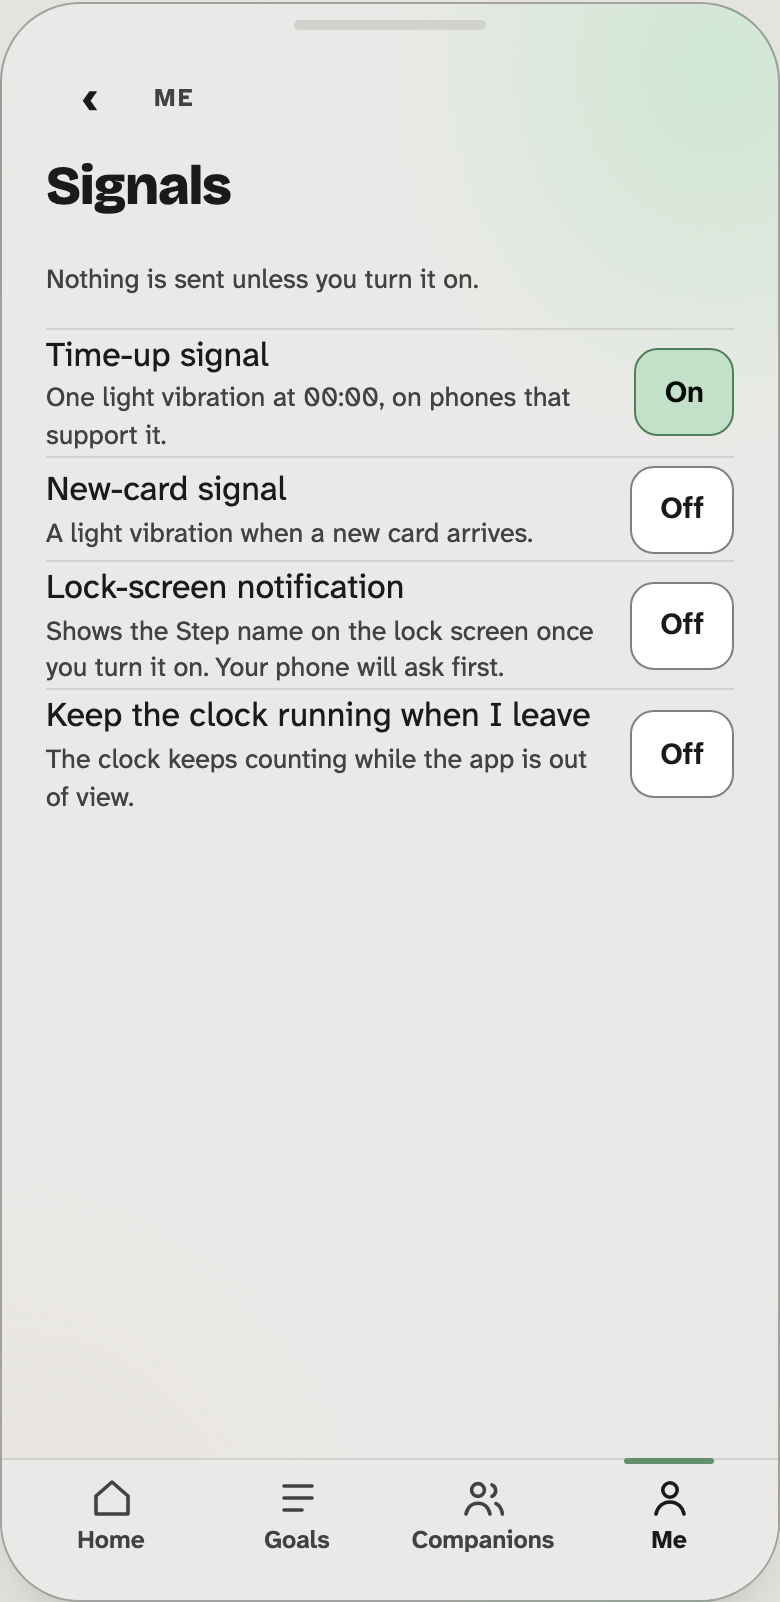 ME
Signals
Nothing is sent unless you turn it on.
Time-up signal
One light vibration at 00:00, on phones that
support it.
On
New-card signal
A light vibration when a new card arrives.
Off
Lock-screen notification
Shows the Step name on the lock screen once
you turn it on. Your phone will ask first.
Off
Keep the clock running when I leave
The clock keeps counting while the app is out
of view.
Off
Home
Goals
Companions
Me